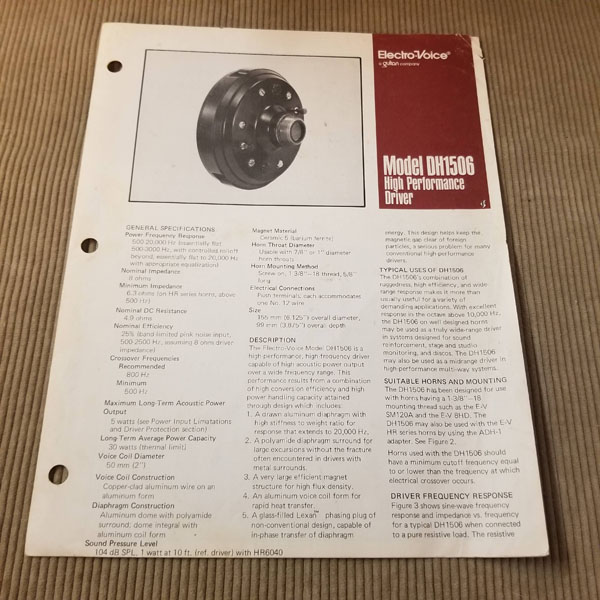 Electro-Voice®
a gulton company
Model DH1506
High Performance
Driver
GENERAL SPECIFICATIONS
Power Frequency Response
500-20,000 Hz (essentially flat
500-3000 Hz, with controlled rolloff
beyond; essentially flat to 20,000 Hz
with appropriate equalization)
Nominal Impedance
8 ohms
Minimum Impedance
6.3 ohms (on HR series horns, above
500 Hz)
Nominal DC Resistance
4.9 ohms
Nominal Efficiency
25% (band limited pink noise input,
500-2500 Hz, assuming 8 ohms driver
impedance)
Crossover Frequencies
Recommended
800 Hz
Minimum
500 Hz
Maximum Long-Term Acoustic Power
Output
5 watts (see Power Input Limitations
and Driver Protection section)
Long-Term Average Power Capacity
30 watts (thermal limit)
Voice Coil Diameter
50 mm (2")
Voice Coil Construction
Copper-clad aluminum wire on an
aluminum form
Diaphragm Construction
Aluminum dome with polyamide
surround; dome integral with
aluminum coil form
Sound Pressure Level
104 dB SPL, 1 watt at 10 ft. (ref. driver) with HR6040
Magnet Material
Ceramic 5 (barium ferrite)
Horn Throat Diameter
Usable with 7/8" or 1" diameter
horn throats
Horn Mounting Method
Screw on, 1 3/8"-18 thread, 5/8"
long
Electrical Connections
Push terminals, each accommodates
one No. 12 wire
Size
156 mm (6.125") overall diameter,
99 mm (3.875") overall depth
DESCRIPTION
The Electro-Voice Model DH1506 is a
high performance, high frequency driver
capable of high acoustic power output
over a wide frequency range. This
performance results from a combination
of high conversion efficiency and high
power handling capacity attained
through design which includes:
1. A drawn aluminum diaphragm with
high stiffness to weight ratio for
response that extends to 20,000 Hz.
2. A polyamide diaphragm surround for
large excursions without the fracture
often encountered in drivers with
metal surrounds.
3. A very large efficient magnet
structure for high flux density.
4. An aluminum voice coil form for
rapid heat transfer.
5. A glass-filled Lexan™ phasing plug of
non-conventional design, capable of
in-phase transfer of diaphragm
energy. This design helps keep the
magnetic gap clear of foreign
particles, a serious problem for many
conventional high performance
drivers.
TYPICAL USES OF DH1506
The DH1506's combination of
ruggedness, high efficiency, and wide-
range response makes it more than
usually useful for a variety of
demanding applications. With excellent
response in the octave above 10,000 Hz,
the DH1506 on well designed horns
may be used as a truly wide-range driver
in systems designed for sound
reinforcement, stage and studio
monitoring, and discos. The DH1506
may also be used as a midrange driver in
high-performance multi-way systems.
SUITABLE HORNS AND MOUNTING
The DH1506 has been designed for use
with horns having a 1-3/8"--18
mounting thread such as the E-V
SM120A and the E-V 8HD. The
DH1506 may also be used with the E-V
HR series horns by using the ADH-1
adapter. See Figure 2.
Horns used with the DH1506 should
have a minimum cutoff frequency equal
to or lower than the frequency at which
electrical crossover occurs.
DRIVER FREQUENCY RESPONSE
Figure 3 shows sine-wave frequency
response and impedance vs. frequency
for a typical DH1506 when connected
to a pure resistive load. The resistive